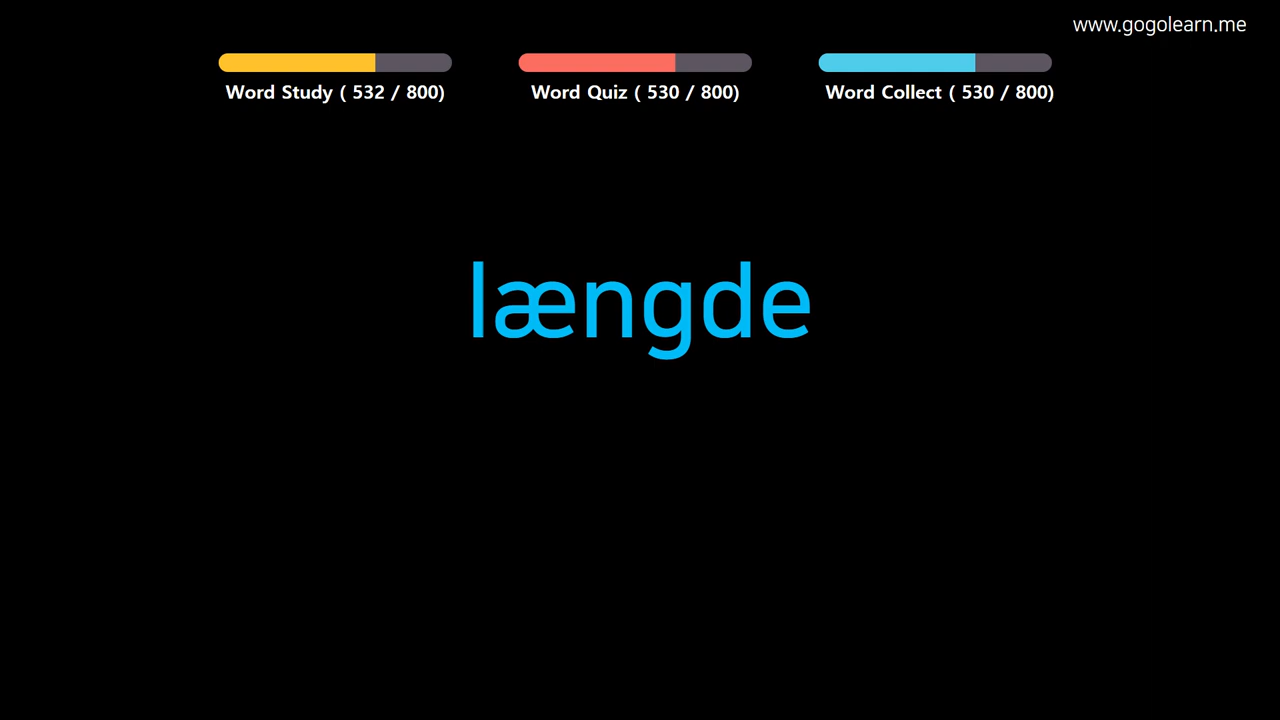 www.gogolearn.me
Word Study ( 532 / 800)
Word Quiz ( 530 / 800)
Word Collect ( 530 / 800)
længde